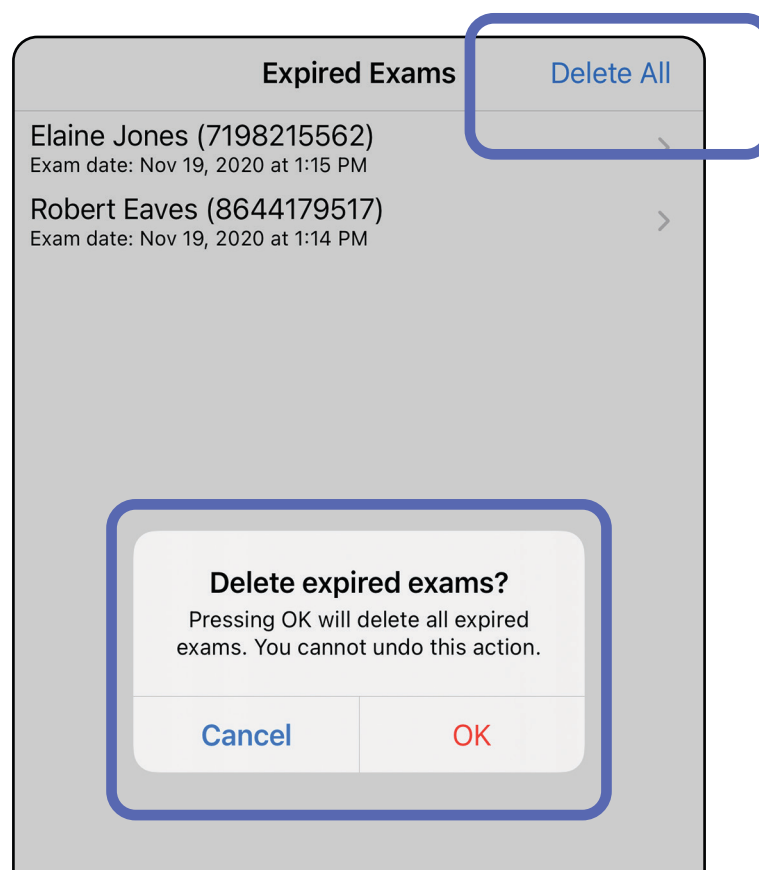 Expired Exams Delete All
Elaine Jones (7198215562)
Exam date: Nov 19, 2020 at 1:15 PM
Robert Eaves (8644179517)
Exam date: Nov 19, 2020 at 1:14 PM
Delete expired exams?
Pressing OK will delete all expired
exams. You cannot undo this action.
Cancel OK